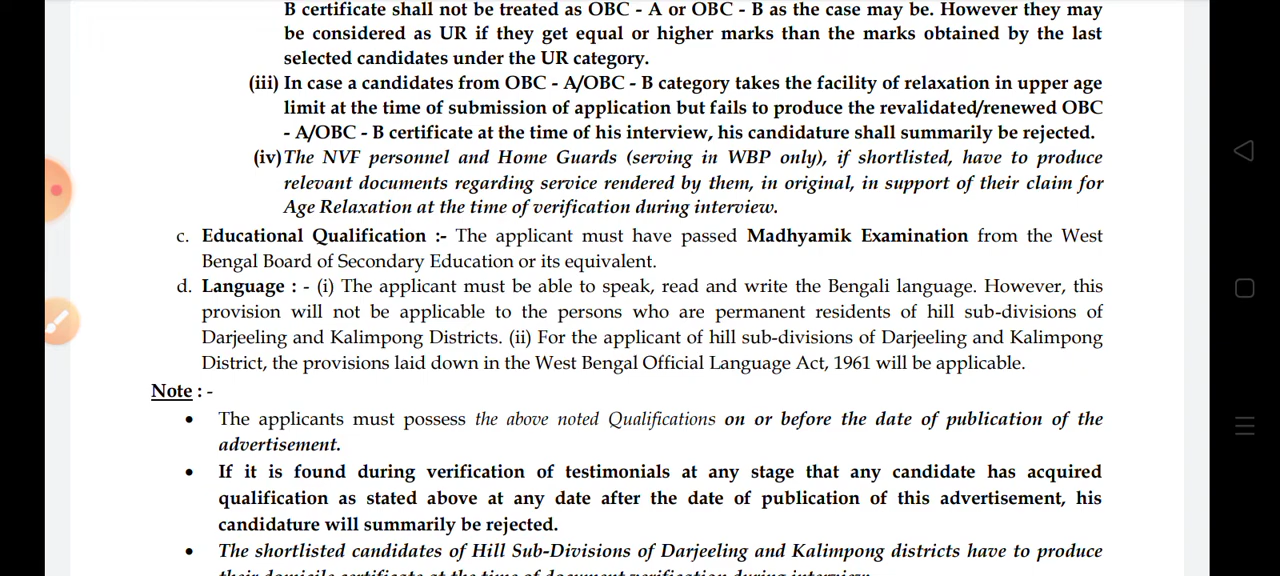 B certificate shall not be treated as OBC - A or OBC - B as the case may be. However they may
be considered as UR if they get equal or higher marks than the marks obtained by the last
selected candidates under the UR category.
(iii) In case a candidates from OBC - A/OBC - B category takes the facility of relaxation in upper age
limit at the time of submission of application but fails to produce the revalidated/renewed OBC
- A/OBC - B certificate at the time of his interview, his candidature shall summarily be rejected.
(iv) The NVF personnel and Home Guards (serving in WBP only), if shortlisted, have to produce
relevant documents regarding service rendered by them, in original, in support of their claim for
Age Relaxation at the time of verification during interview.
c. Educational Qualification :- The applicant must have passed Madhyamik Examination from the West
Bengal Board of Secondary Education or its equivalent.
d. Language : - (i) The applicant must be able to speak, read and write the Bengali language. However, this
provision will not be applicable to the persons who are permanent residents of hill sub-divisions of
Darjeeling and Kalimpong Districts. (ii) For the applicant of hill sub-divisions of Darjeeling and Kalimpong
District, the provisions laid down in the West Bengal Official Language Act, 1961 will be applicable.
Note : -
• The applicants must possess the above noted Qualifications on or before the date of publication of the
advertisement.
• If it is found during verification of testimonials at any stage that any candidate has acquired
qualification as stated above at any date after the date of publication of this advertisement, his
candidature will summarily be rejected.
• The shortlisted candidates of Hill Sub-Divisions of Darjeeling and Kalimpong districts have to produce
their domicile certificate at the time of document verification during interview.